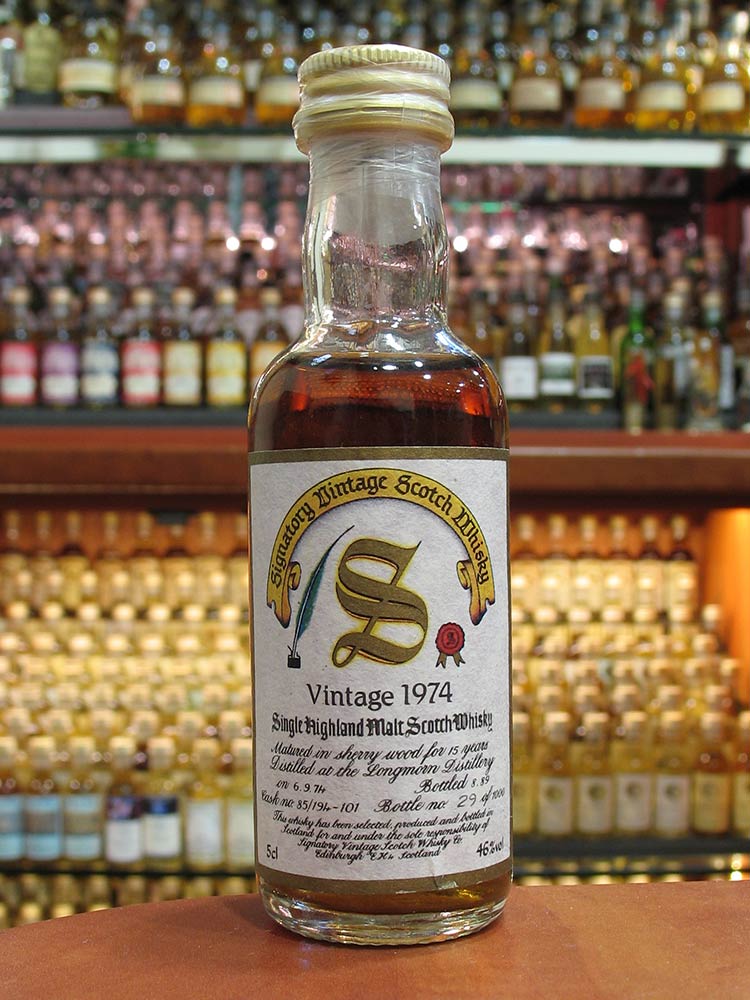 Signatory Vintage Scotch Whisky
S
Vintage 1974
Single Highland Malt Scotch Whisky
Matured in sherry wood for 15 years
Distilled at the Longmorn Distillery
on 6.9.74 Bottled 8.89
Cask no: 85/194-101 Bottle no: 29 of 1000
This whisky has been selected, produced and bottled in
Scotland for and under the sole responsibility of
Signatory Vintage Scotch Whisky Co.
5cl Edinburgh EH4 Scotland 46%vol